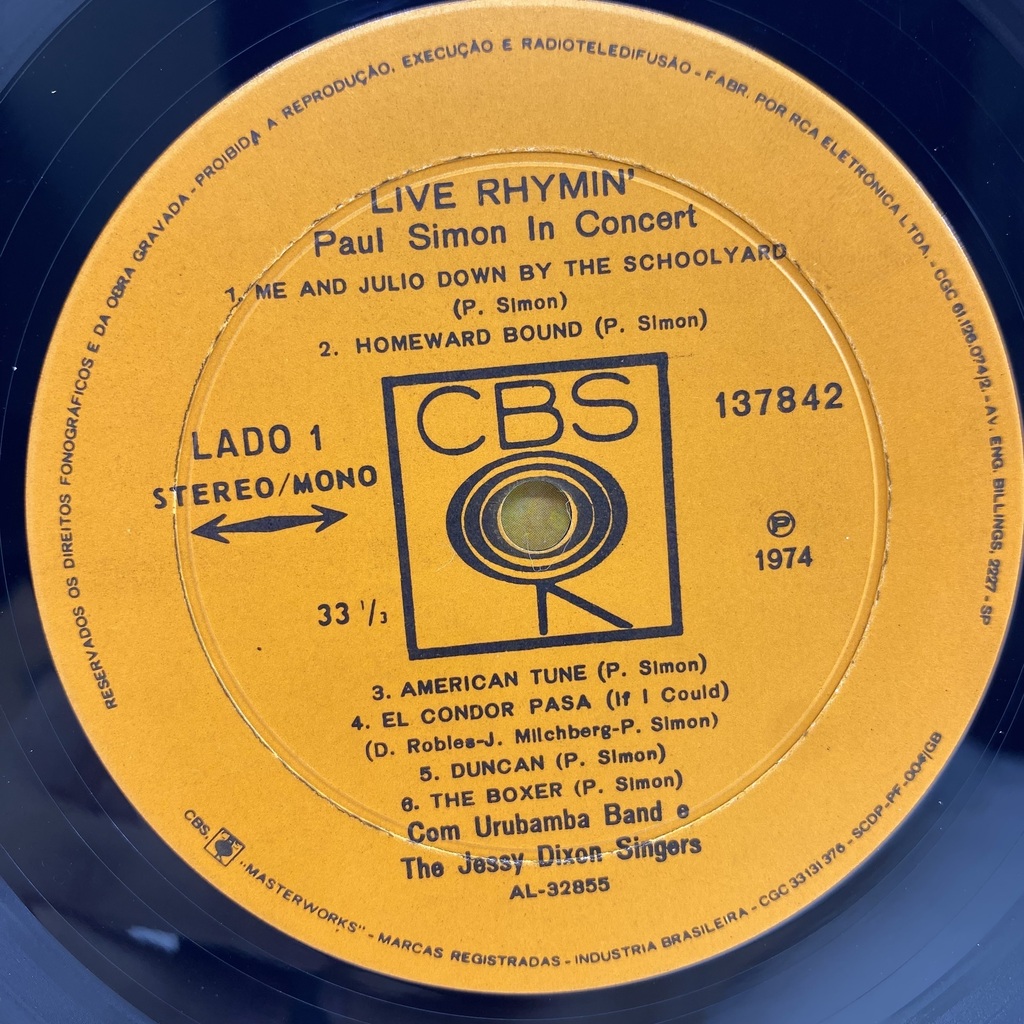 RESERVADOS OS DIREITOS FONOGRÁFICOS E DA OBRA GRAVADA - PROIBIDA A REPRODUÇÃO, EXECUÇÃO E RADIOTELEDIFUSÃO - FABR. POR RCA ELETRÔNICA LTDA. - CGC 61.126.074/2. - AV. ENG. BILLINGS, 2227 - SP
LIVE RHYMIN'
Paul Simon In Concert
1. ME AND JULIO DOWN BY THE SCHOOLYARD
(P. Simon)
2. HOMEWARD BOUND (P. Simon)
CBS
137842
LADO 1
STEREO/MONO
℗
1974
33 1/3
3. AMERICAN TUNE (P. Simon)
4. EL CONDOR PASA (If I Could)
(D. Robles-J. Milchberg-P. Simon)
5. DUNCAN (P. Simon)
6. THE BOXER (P. Simon)
Com Urubamba Band e
The Jessy Dixon Singers
AL-32855
CBS, "MASTERWORKS" - MARCAS REGISTRADAS - INDUSTRIA BRASILEIRA - CGC 33 131 376 - SCDP-PF-004/GB